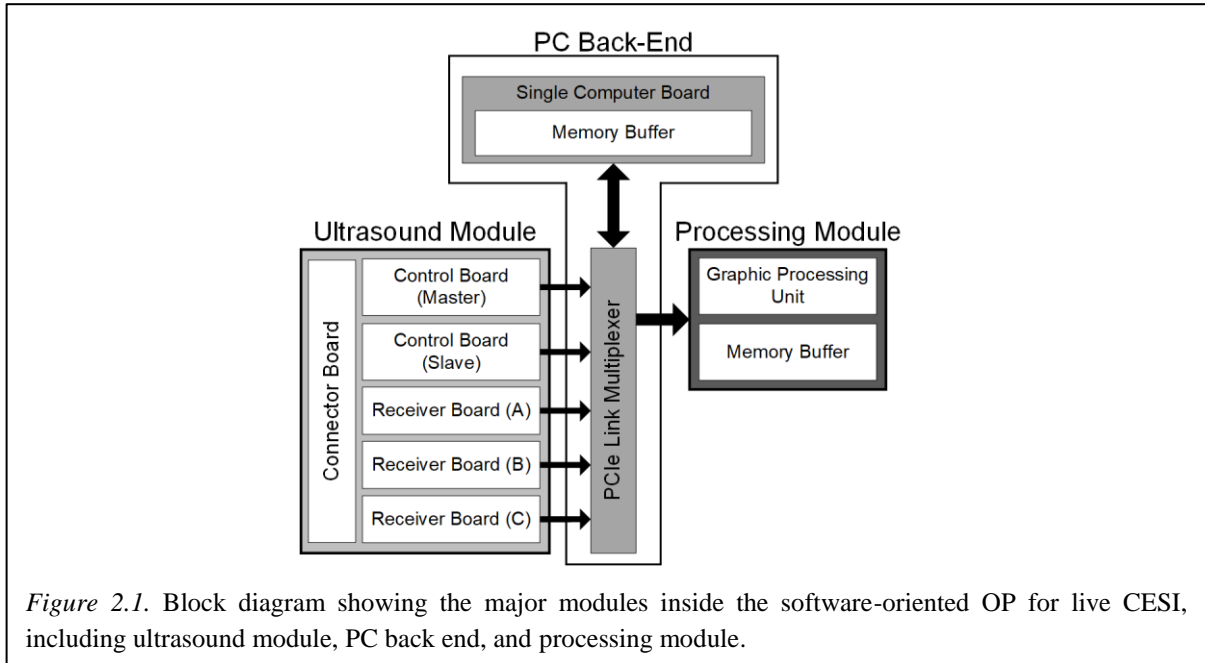 PC Back-End
Single Computer Board
Memory Buffer
Ultrasound Module
Connector Board
Control Board
(Master)
Control Board
(Slave)
Receiver Board (A)
Receiver Board (B)
Receiver Board (C)
PCIe Link Multiplexer
Processing Module
Graphic Processing
Unit
Memory Buffer
Figure 2.1. Block diagram showing the major modules inside the software-oriented OP for live CESI,
including ultrasound module, PC back end, and processing module.